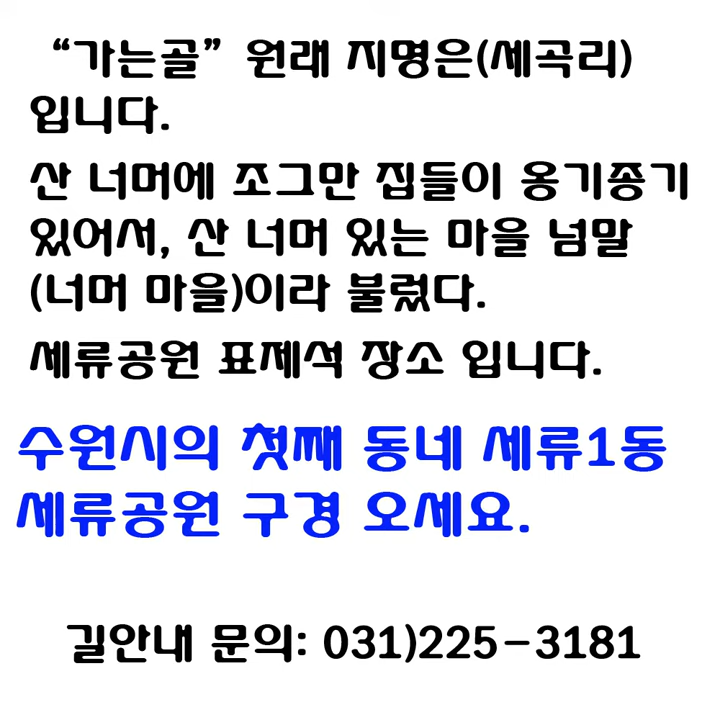 “가는골” 원래 지명은(세곡리)
입니다.
산 너머에 조그만 집들이 옹기종기
있어서, 산 너머 있는 마을 넘말
(너머 마을)이라 불렀다.
세류공원 표제석 장소 입니다.
수원시의 첫째 동네 세류1동
세류공원 구경 오세요.
길안내 문의: 031)225-3181